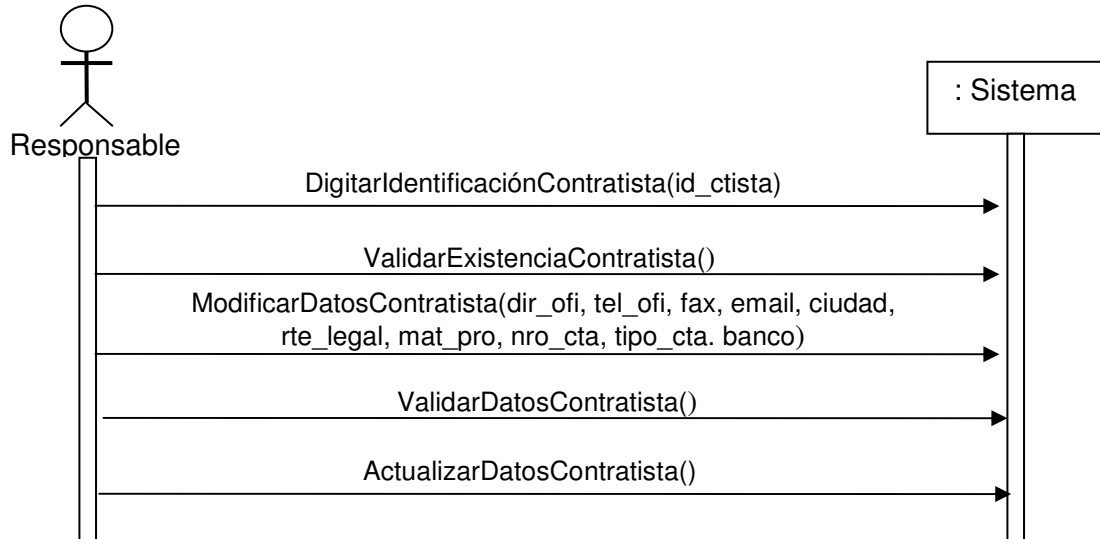 Responsable
: Sistema
DigitarIdentificaciónContratista(id_ctista)
ValidarExistenciaContratista()
ModificarDatosContratista(dir_ofi, tel_ofi, fax, email, ciudad,
rte_legal, mat_pro, nro_cta, tipo_cta. banco)
ValidarDatosContratista()
ActualizarDatosContratista()